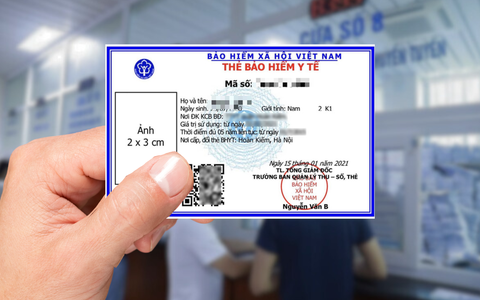 CỬA SỔ 8
BẢO HIỂM XÃ HỘI VIỆT NAM
THẺ BẢO HIỂM Y TẾ
Mã số:
Ảnh
2 x 3 cm
Họ và tên:
Ngày sinh: Giới tính: Nam 2 K1
Nơi ĐK KCB BĐ:
Giá trị sử dụng: từ ngày
Thời điểm đủ 05 năm liên tục: từ ngày
Nơi cấp, đổi thẻ BHYT: Hoàn Kiếm, Hà Nội
Ngày 15 tháng 01 năm 2021
TL. TỔNG GIÁM ĐỐC
TRƯỞNG BAN QUẢN LÝ THU – SỔ, THẺ
BẢO HIỂM
XÃ HỘI
VIỆT NAM
Nguyễn Văn B